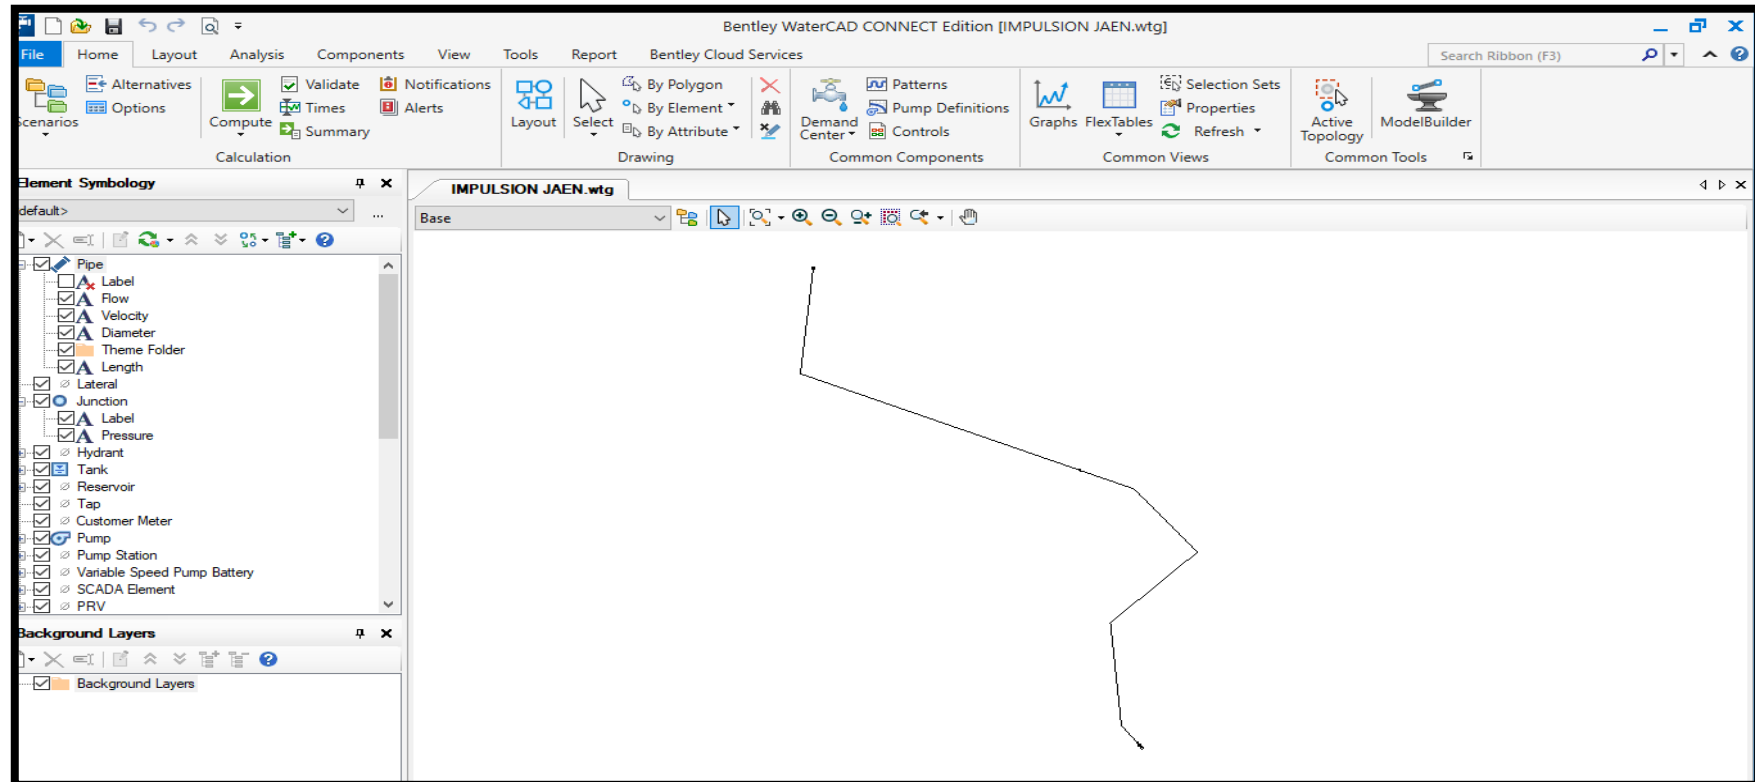 Bentley WaterCAD CONNECT Edition [IMPULSION JAEN.wtg]
File Home Layout Analysis Components View Tools Report Bentley Cloud Services Search Ribbon (F3)
Alternatives Validate Notifications By Polygon Patterns Selection Sets
Options Times Alerts By Element Pump Definitions Properties
Scenarios Compute Summary Layout Select By Attribute Demand Center Controls Graphs FlexTables Refresh Active Topology ModelBuilder
Calculation Drawing Common Components Common Views Common Tools
Element Symbology
IMPULSION JAEN.wtg
default>
...
Base
Pipe
Label
Flow
Velocity
Diameter
Theme Folder
Length
Lateral
Junction
Label
Pressure
Hydrant
Tank
Reservoir
Tap
Customer Meter
Pump
Pump Station
Variable Speed Pump Battery
SCADA Element
PRV
Background Layers
Background Layers